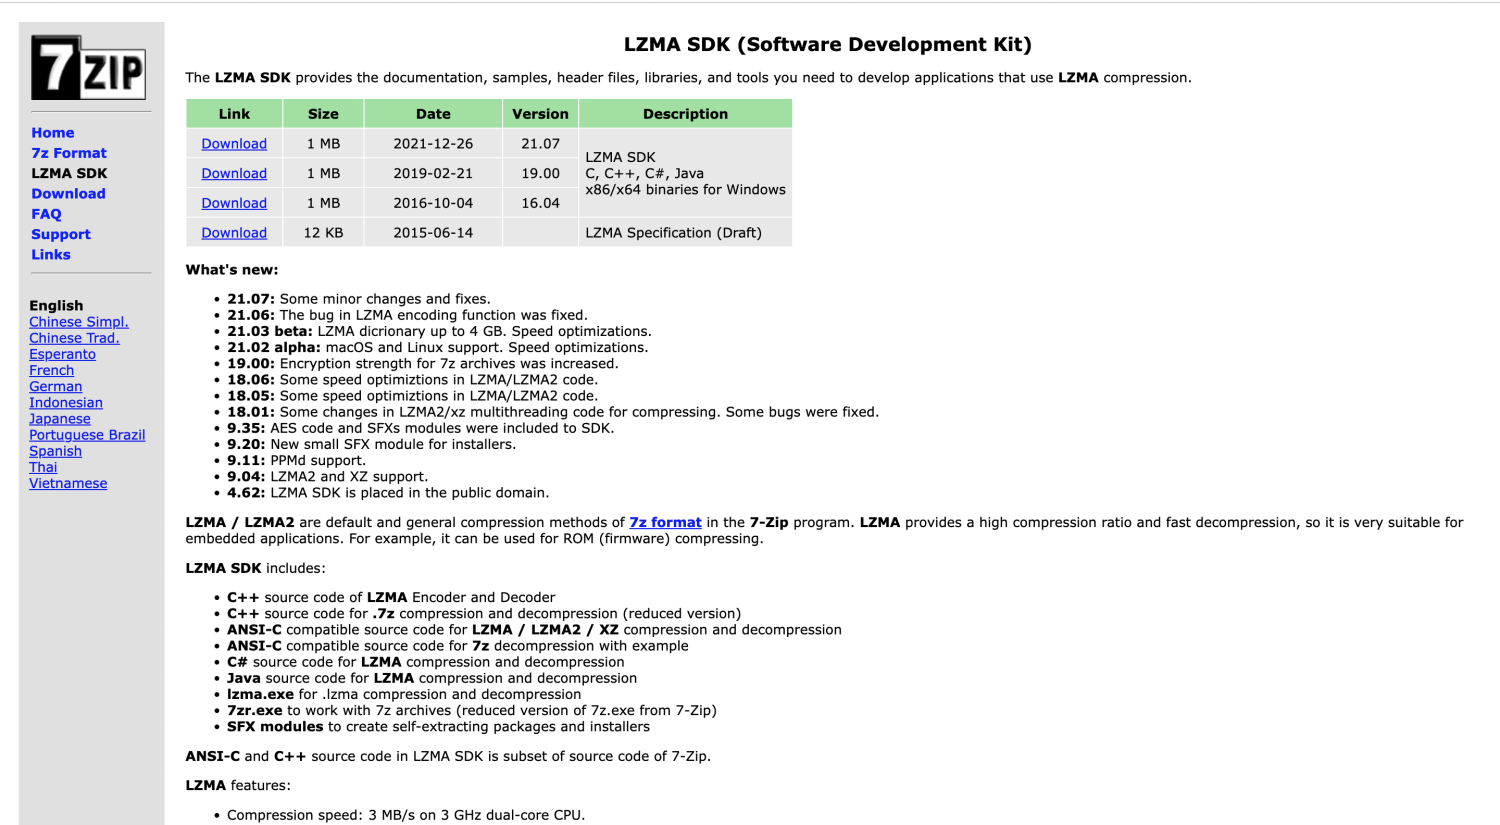 7ZIP
Home
7z Format
LZMA SDK
Download
FAQ
Support
Links
English
Chinese Simpl.
Chinese Trad.
Esperanto
French
German
Indonesian
Japanese
Portuguese Brazil
Spanish
Thai
Vietnamese
LZMA SDK (Software Development Kit)
The LZMA SDK provides the documentation, samples, header files, libraries, and tools you need to develop applications that use LZMA compression.
Link Size Date Version Description
Download 1 MB 2021-12-26 21.07
Download 1 MB 2019-02-21 19.00
Download 1 MB 2016-10-04 16.04
LZMA SDK
C, C++, C#, Java
x86/x64 binaries for Windows
Download 12 KB 2015-06-14 LZMA Specification (Draft)
What's new:
• 21.07: Some minor changes and fixes.
• 21.06: The bug in LZMA encoding function was fixed.
• 21.03 beta: LZMA dicrionary up to 4 GB. Speed optimizations.
• 21.02 alpha: macOS and Linux support. Speed optimizations.
• 19.00: Encryption strength for 7z archives was increased.
• 18.06: Some speed optimiztions in LZMA/LZMA2 code.
• 18.05: Some speed optimiztions in LZMA/LZMA2 code.
• 18.01: Some changes in LZMA2/xz multithreading code for compressing. Some bugs were fixed.
• 9.35: AES code and SFXs modules were included to SDK.
• 9.20: New small SFX module for installers.
• 9.11: PPMd support.
• 9.04: LZMA2 and XZ support.
• 4.62: LZMA SDK is placed in the public domain.
LZMA / LZMA2 are default and general compression methods of 7z format in the 7-Zip program. LZMA provides a high compression ratio and fast decompression, so it is very suitable for
embedded applications. For example, it can be used for ROM (firmware) compressing.
LZMA SDK includes:
• C++ source code of LZMA Encoder and Decoder
• C++ source code for .7z compression and decompression (reduced version)
• ANSI-C compatible source code for LZMA / LZMA2 / XZ compression and decompression
• ANSI-C compatible source code for 7z decompression with example
• C# source code for LZMA compression and decompression
• Java source code for LZMA compression and decompression
• lzma.exe for .lzma compression and decompression
• 7zr.exe to work with 7z archives (reduced version of 7z.exe from 7-Zip)
• SFX modules to create self-extracting packages and installers
ANSI-C and C++ source code in LZMA SDK is subset of source code of 7-Zip.
LZMA features:
• Compression speed: 3 MB/s on 3 GHz dual-core CPU.